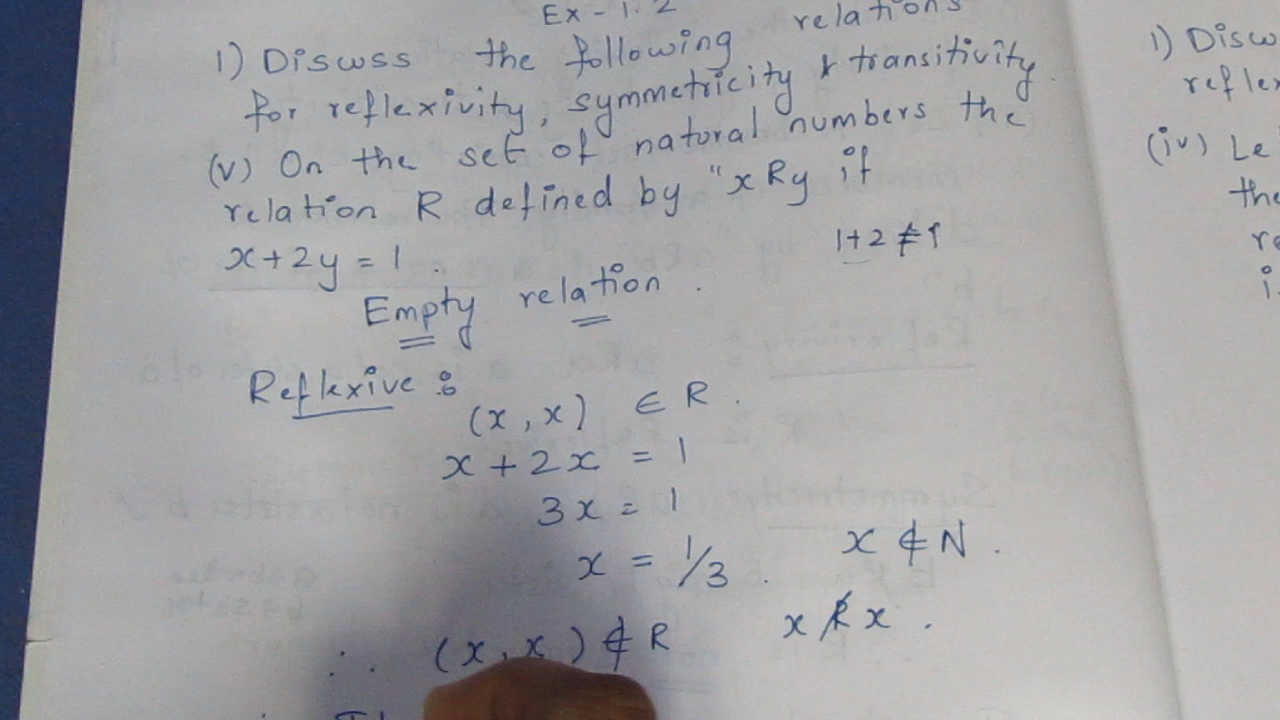 Ex - 1.2
1) Discuss the following relations
for reflexivity, symmetricity & transitivity.
(v) On the set of natural numbers the
relation R defined by "xRy if
x + 2y = 1.
1 + 2 ≠ 1
Empty relation.
Reflexive :
(x, x) ∈ R.
x + 2x = 1
3x = 1
x = 1/3.
x ∉ N.
∴ (x, x) ∉ R
x R̸ x.
1) Disc
reflex
(iv) Le
the
re
i.